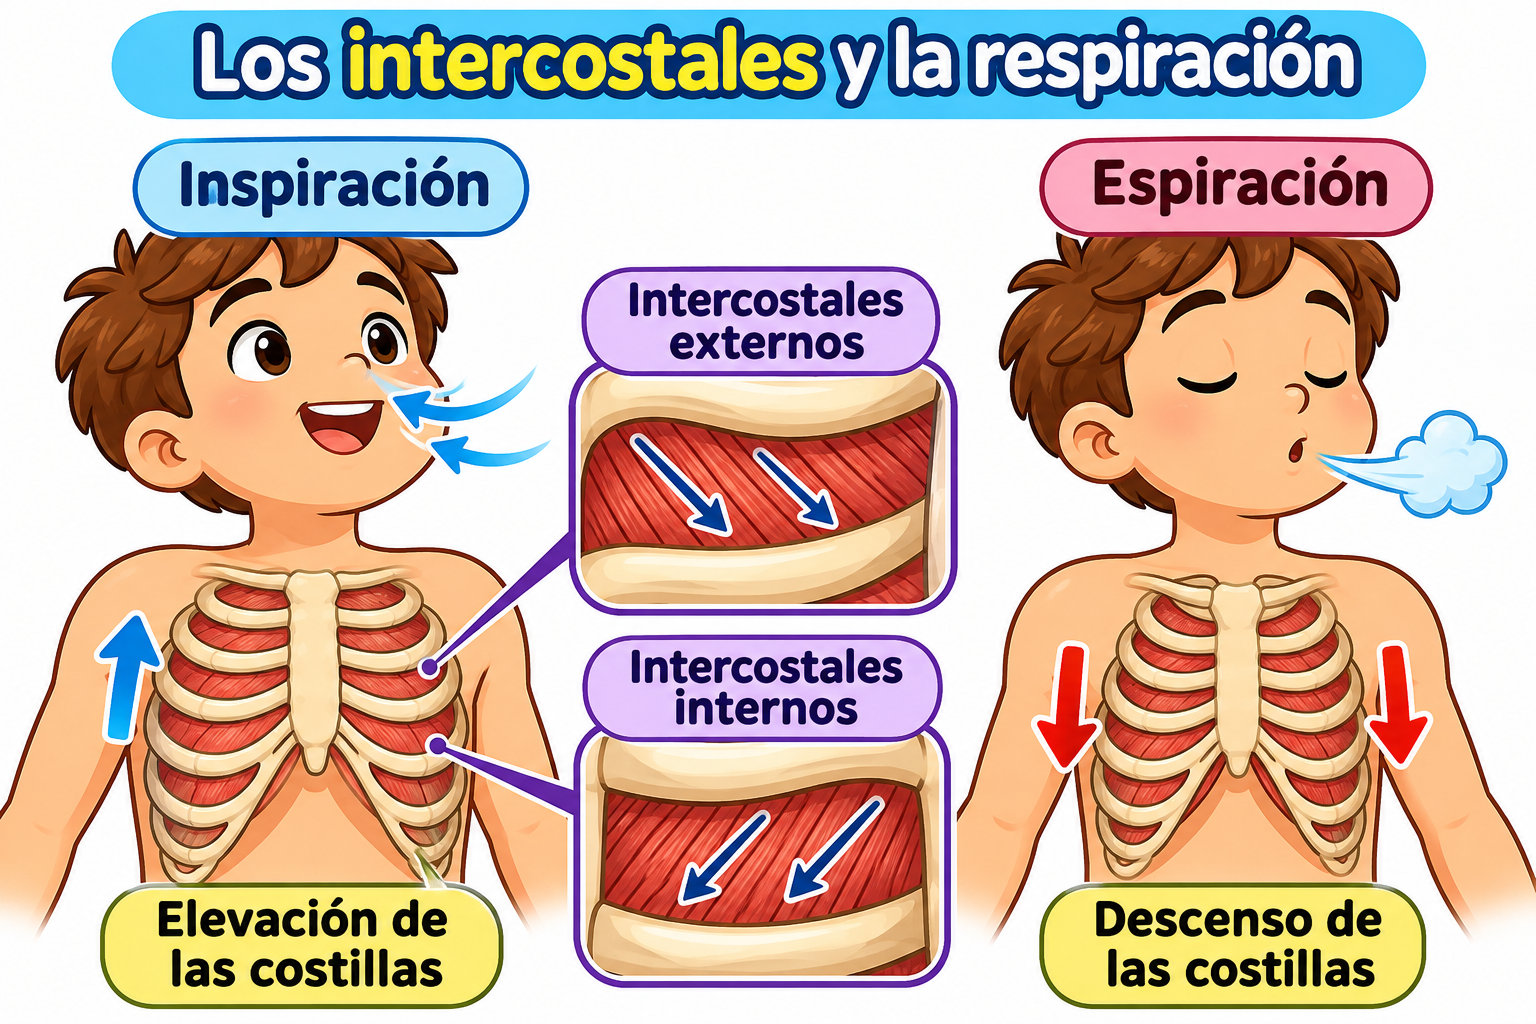 Los intercostales y la respiración
Inspiración
Espiración
Intercostales
externos
Intercostales
internos
Elevación de
las costillas
Descenso de
las costillas